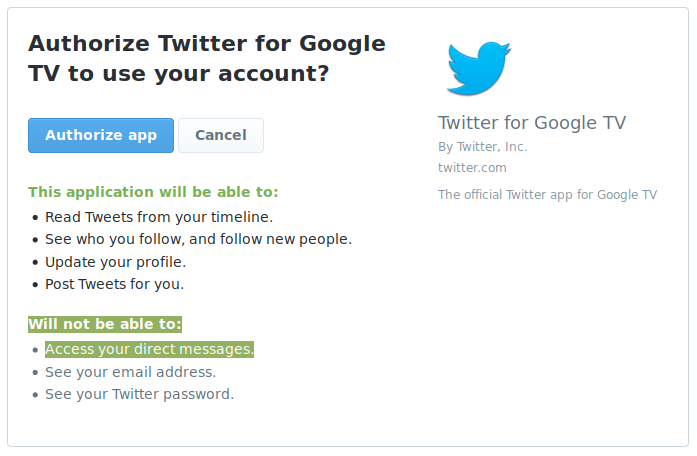 Authorize Twitter for Google
TV to use your account?
Authorize app
Cancel
This application will be able to:
Read Tweets from your timeline.
See who you follow, and follow new people.
Update your profile.
Post Tweets for you.
Will not be able to:
Access your direct messages.
See your email address.
See your Twitter password.
Twitter for Google TV
By Twitter, Inc.
twitter.com
The official Twitter app for Google TV